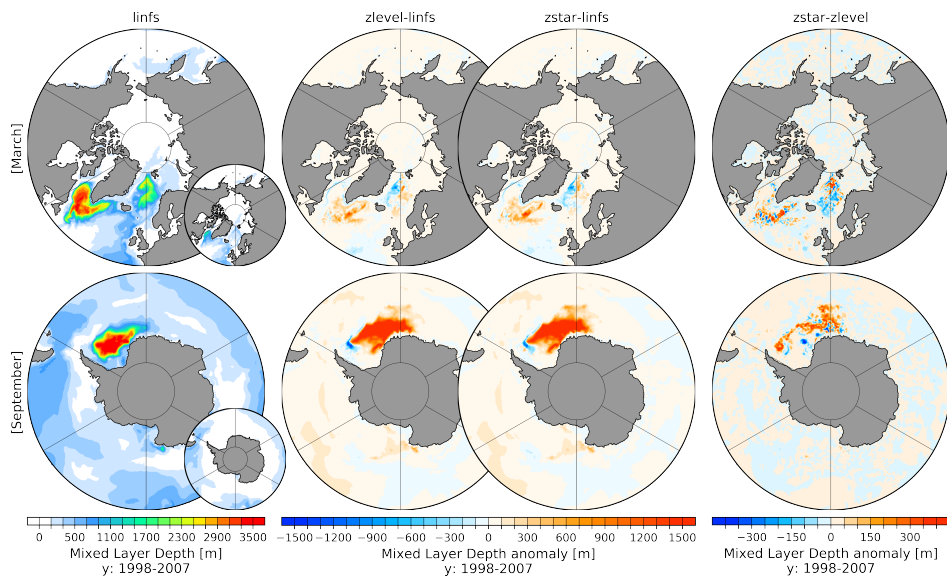 linfs
zlevel-linfs
zstar-linfs
zstar-zlevel
[March]
[September]
0 500 1100 1700 2300 2900 3500
Mixed Layer Depth [m]
y: 1998-2007
−1500 −900 −600 −300 0 300 600 900 1200 1500
Mixed Layer Depth anomaly [m]
y: 1998-2007
−300 −150 0 150 300
Mixed Layer Depth anomaly [m]
y: 1998-2007